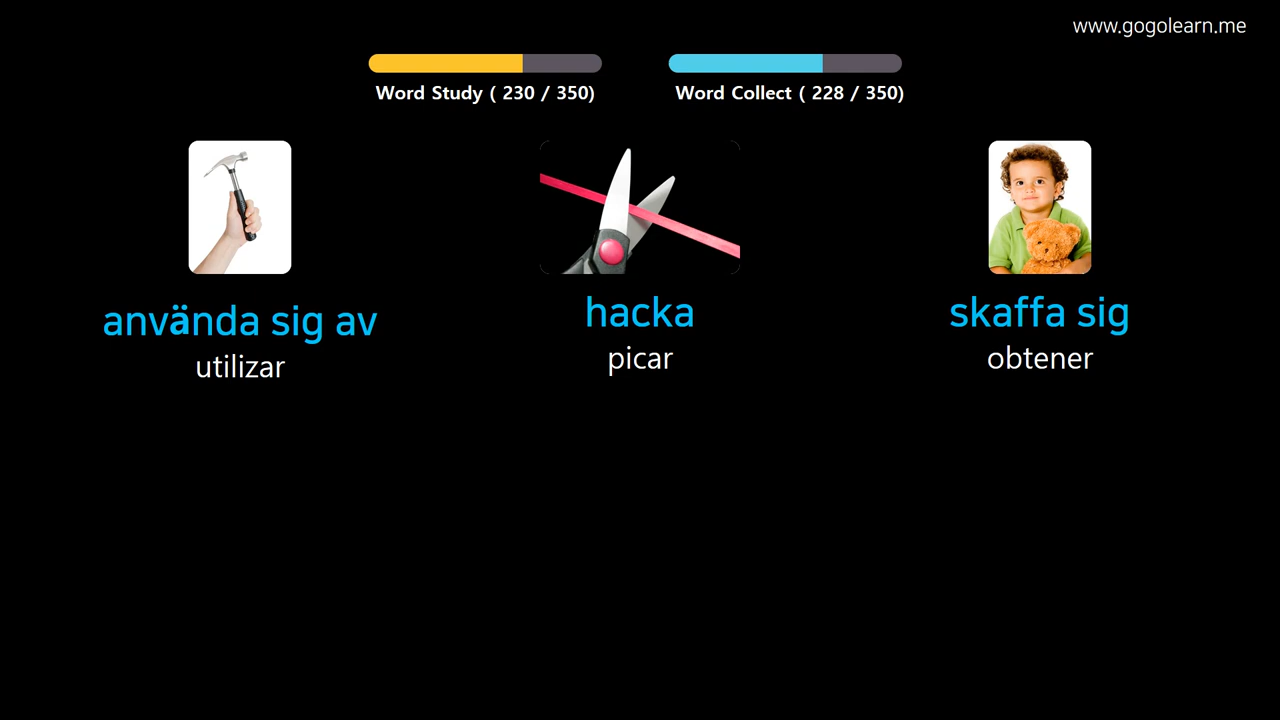 www.gogolearn.me
Word Study ( 230 / 350)
Word Collect ( 228 / 350)
använda sig av
utilizar
hacka
picar
skaffa sig
obtener